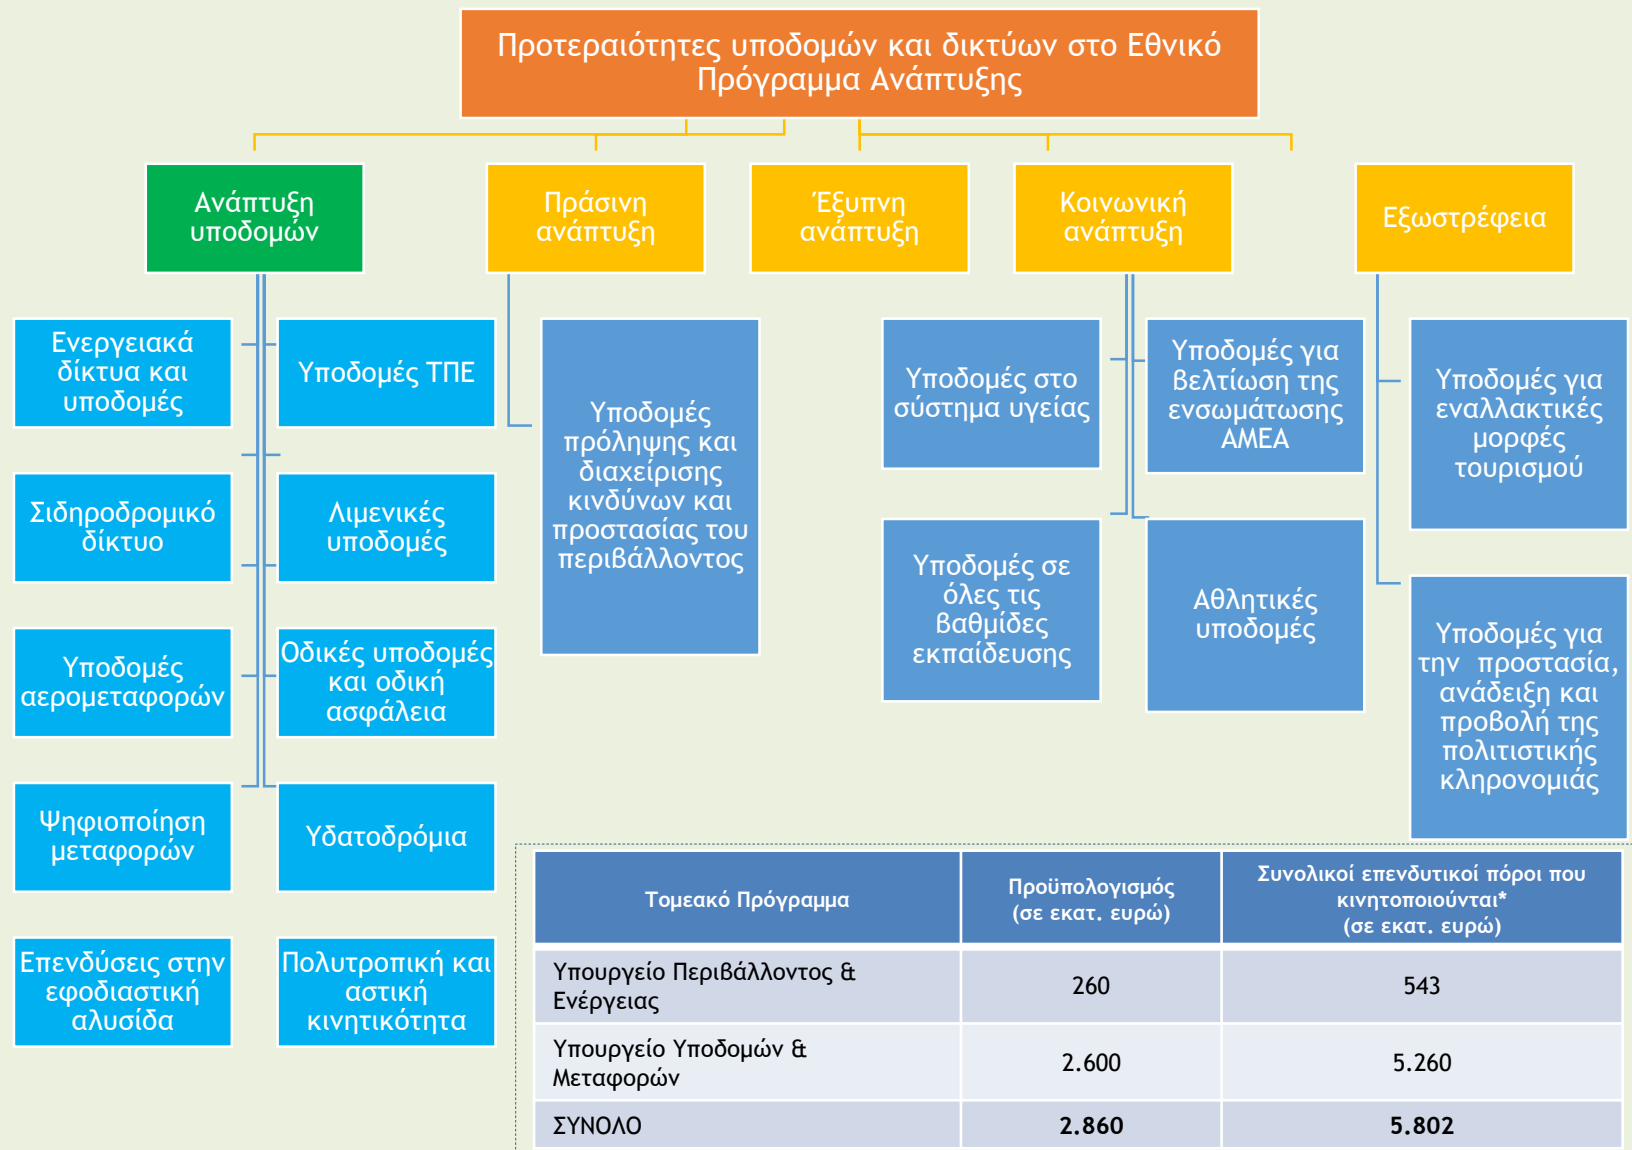 Προτεραιότητες υποδομών και δικτύων στο Εθνικό
Πρόγραμμα Ανάπτυξης
Ανάπτυξη
υποδομών
Πράσινη
ανάπτυξη
Έξυπνη
ανάπτυξη
Κοινωνική
ανάπτυξη
Εξωστρέφεια
Ενεργειακά
δίκτυα και
υποδομές
Υποδομές ΤΠΕ
Σιδηροδρομικό
δίκτυο
Λιμενικές
υποδομές
Υποδομές
αερομεταφορών
Οδικές υποδομές
και οδική
ασφάλεια
Ψηφιοποίηση
μεταφορών
Υδατοδρόμια
Επενδύσεις στην
εφοδιαστική
αλυσίδα
Πολυτροπική και
αστική
κινητικότητα
Υποδομές
πρόληψης και
διαχείρισης
κινδύνων και
προστασίας του
περιβάλλοντος
Υποδομές στο
σύστημα υγείας
Υποδομές για
βελτίωση της
ενσωμάτωσης
ΑΜΕΑ
Υποδομές σε
όλες τις
βαθμίδες
εκπαίδευσης
Αθλητικές
υποδομές
Υποδομές για
εναλλακτικές
μορφές
τουρισμού
Υποδομές για
την προστασία,
ανάδειξη και
προβολή της
πολιτιστικής
κληρονομιάς
Τομεακό Πρόγραμμα
Προϋπολογισμός
(σε εκατ. ευρώ)
Συνολικοί επενδυτικοί πόροι που
κινητοποιούνται*
(σε εκατ. ευρώ)
Υπουργείο Περιβάλλοντος &
Ενέργειας
260
543
Υπουργείο Υποδομών &
Μεταφορών
2.600
5.260
ΣΥΝΟΛΟ
2.860
5.802